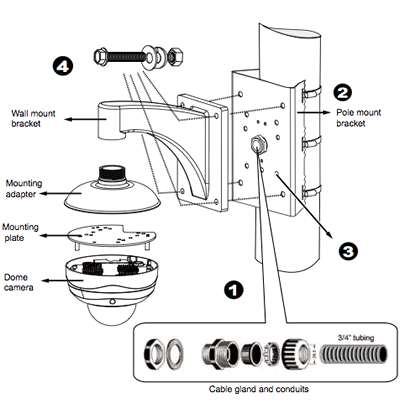 4
Wall mount
bracket
2
Pole mount
bracket
Mounting
adapter
Mounting
plate
3
Dome
camera
1
3/4" tubing
Cable gland and conduits